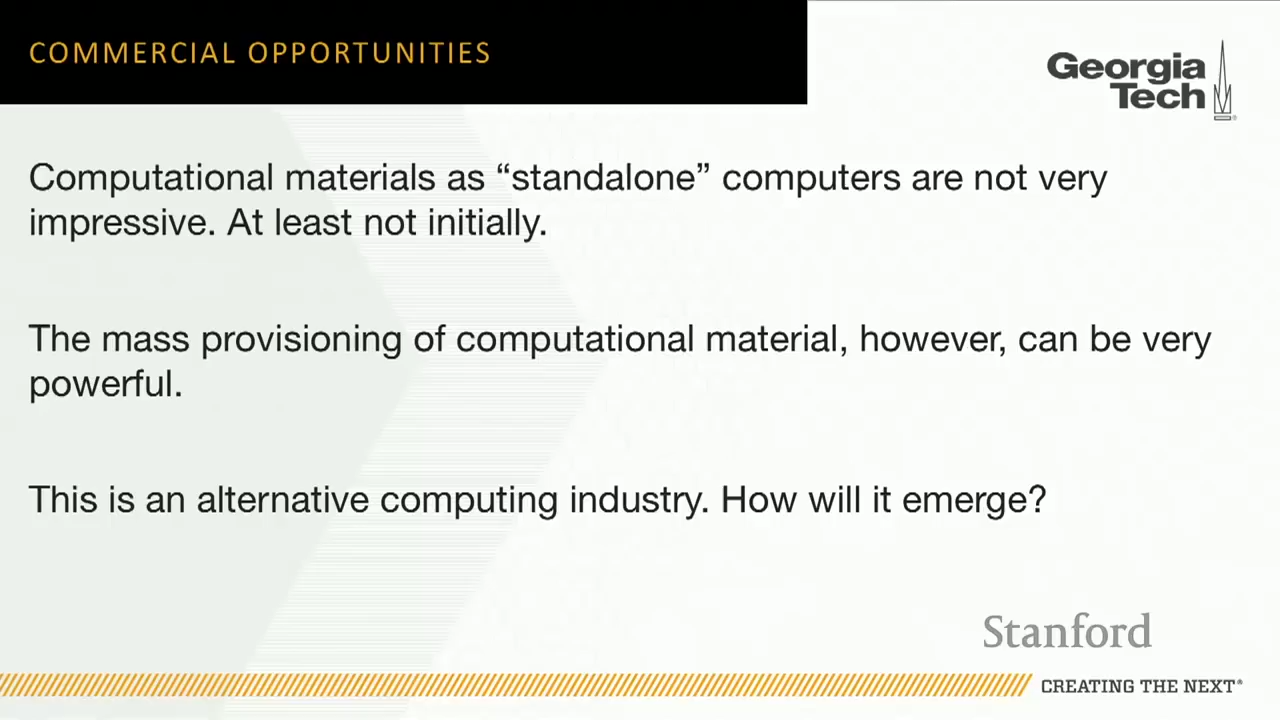 COMMERCIAL OPPORTUNITIES
Georgia
Tech
Computational materials as “standalone” computers are not very
impressive. At least not initially.
The mass provisioning of computational material, however, can be very
powerful.
This is an alternative computing industry. How will it emerge?
Stanford
CREATING THE NEXT®